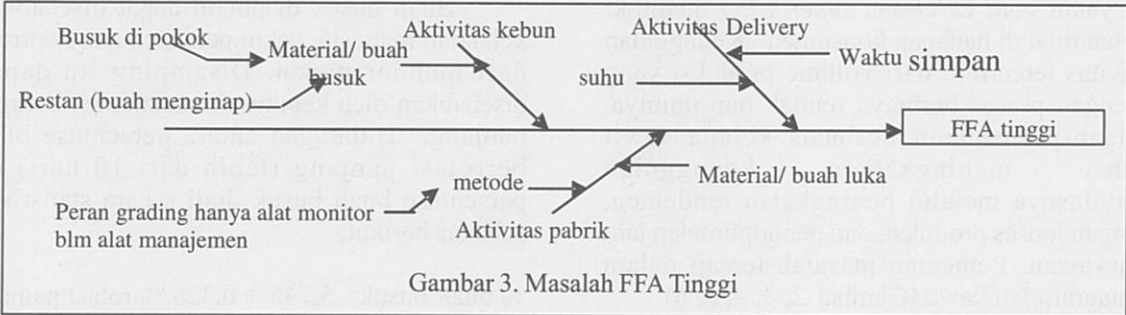 Busuk di pokok
Material/ buah
busuk
Restan (buah menginap)
Aktivitas kebun
Aktivitas Delivery
suhu
Waktu simpan
FFA tinggi
Material/ buah luka
metode
Peran grading hanya alat monitor
blm alat manajemen
Aktivitas pabrik
Gambar 3. Masalah FFA Tinggi